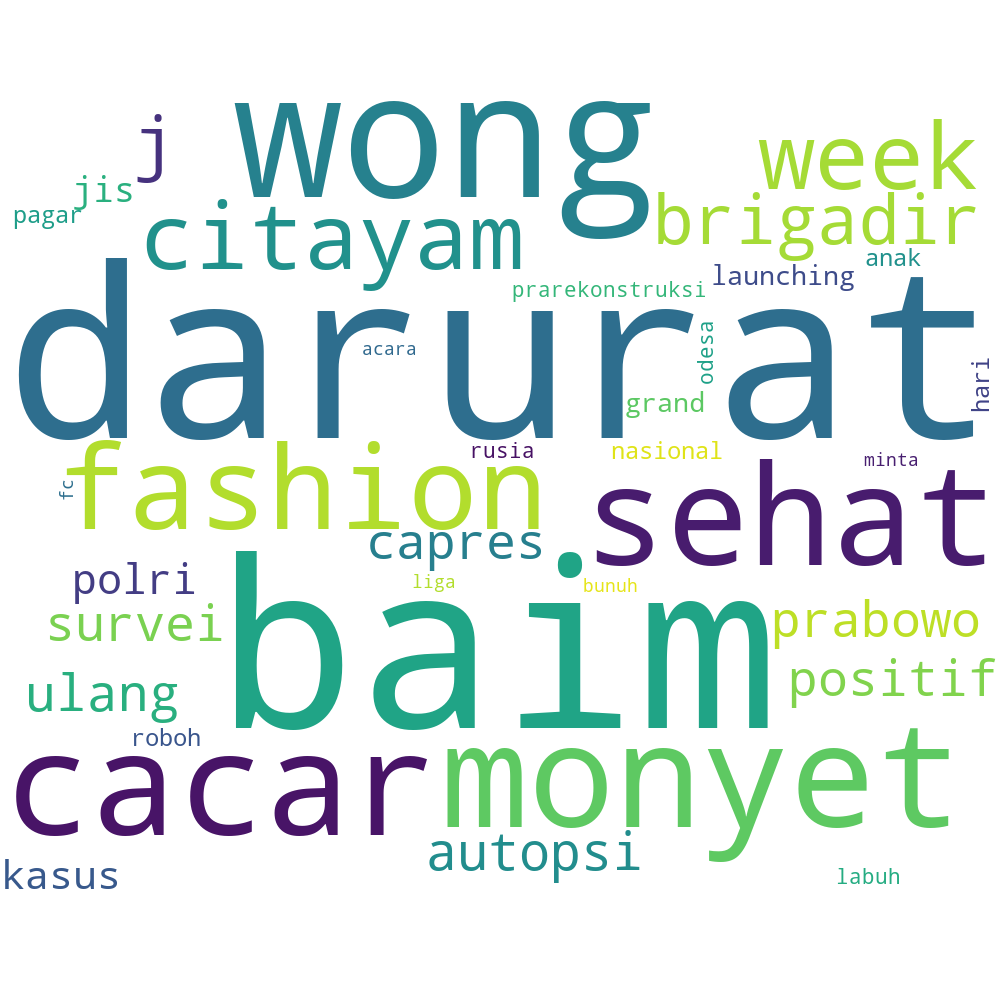 wong
j
week
jis
pagar
citayam
brigadir
anak
launching
prarekonstruksi
darurat
acara
odesa
hari
grand
rusia
nasional
minta
fashion
fc
sehat
capres
polri
liga
bunuh
baim
survei
prabowo
ulang
positif
roboh
cacar
monyet
autopsi
kasus
labuh